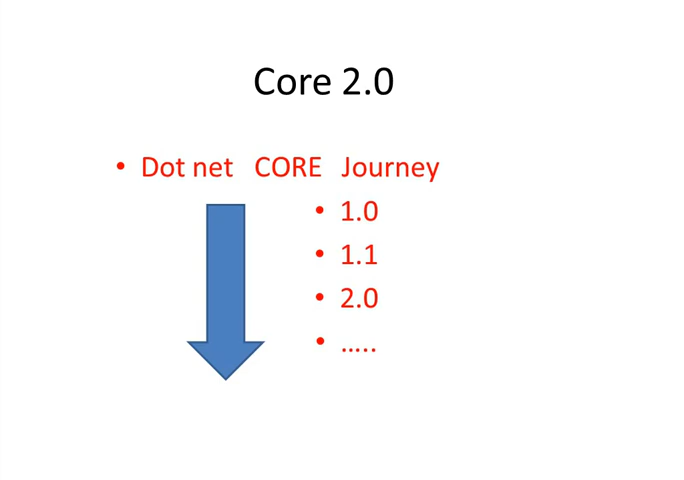 Core 2.0
• Dot net CORE Journey
• 1.0
• 1.1
• 2.0
• .....